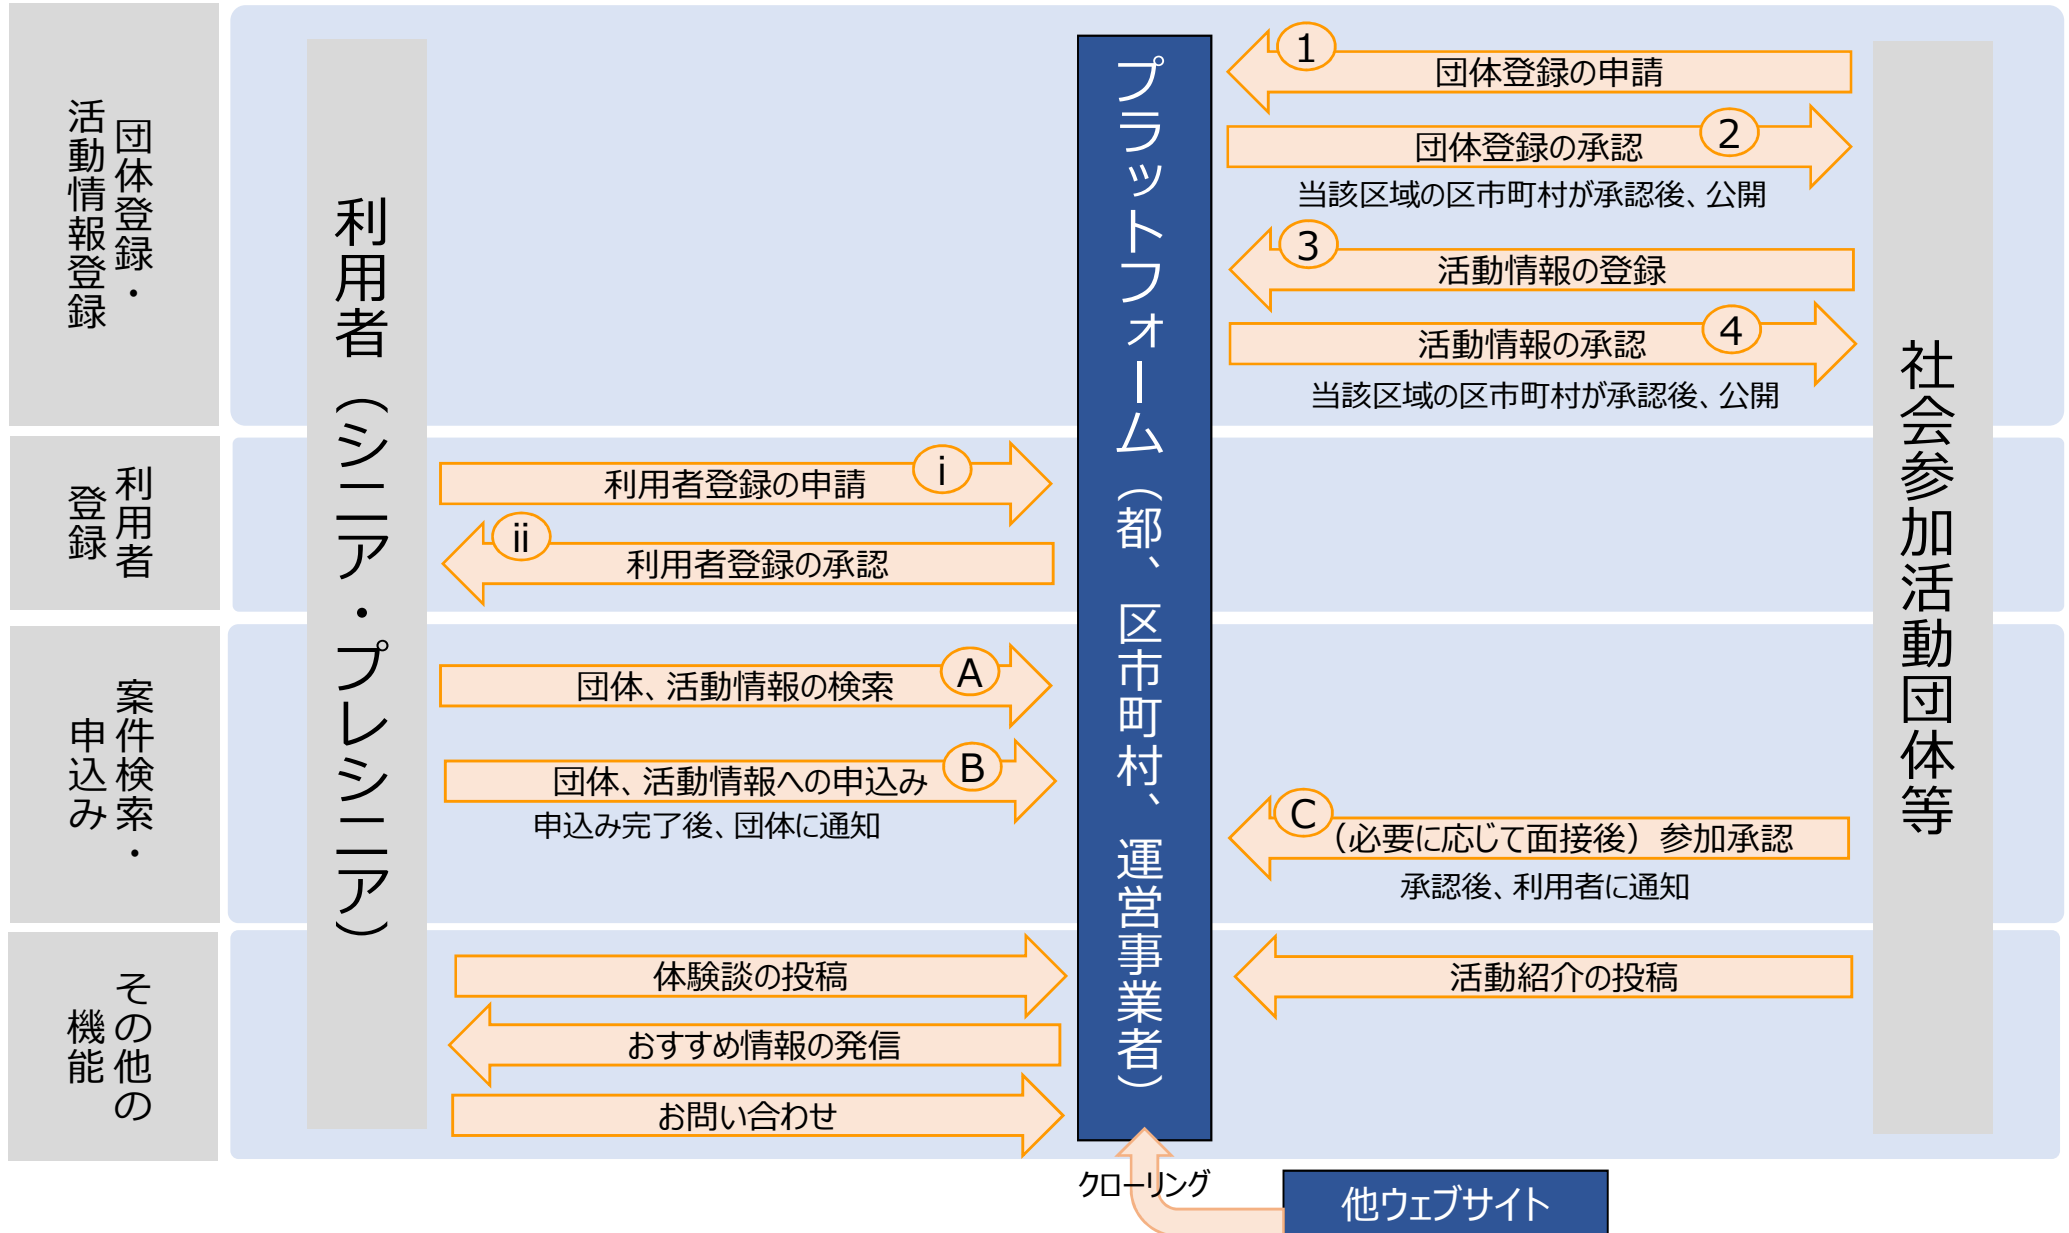 団体登録・
活動情報登録
利用者
登録
案件検索・
申込み
その他の
機能
利用者（シニア・プレシニア）
プラットフォーム（都、区市町村、運営事業者）
社会参加活動団体等
1
団体登録の申請
2
団体登録の承認
当該区域の区市町村が承認後、公開
3
活動情報の登録
4
活動情報の承認
当該区域の区市町村が承認後、公開
i
利用者登録の申請
ii
利用者登録の承認
A
団体、活動情報の検索
B
団体、活動情報への申込み
申込み完了後、団体に通知
C
（必要に応じて面接後）参加承認
承認後、利用者に通知
体験談の投稿
活動紹介の投稿
おすすめ情報の発信
お問い合わせ
クローリング
他ウェブサイト